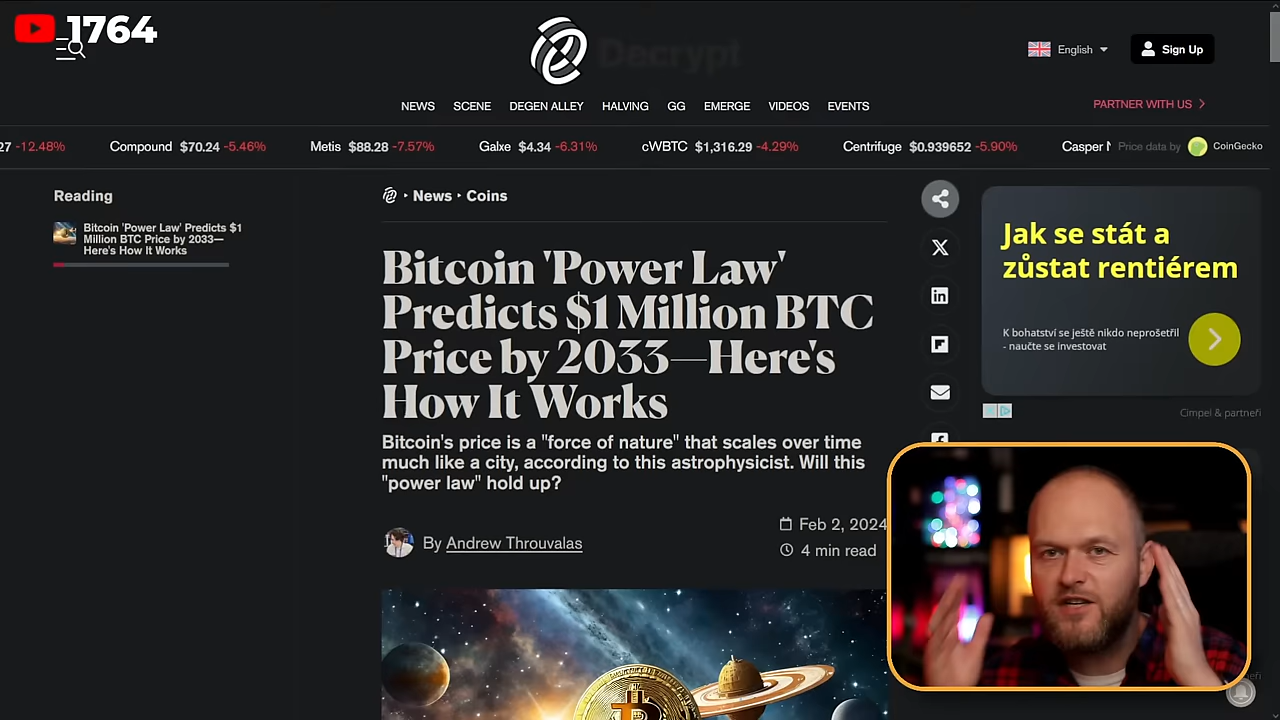 1764
Decrypt
English
Sign Up
NEWS SCENE DEGEN ALLEY HALVING GG EMERGE VIDEOS EVENTS
PARTNER WITH US
27 -12.48% Compound $70.24 -5.46% Metis $88.28 -7.57% Galxe $4.34 -6.31% cWBTC $1,316.29 -4.29% Centrifuge $0.939652 -5.90% Casper Price data by CoinGecko
Reading
Bitcoin 'Power Law' Predicts $1
Million BTC Price by 2033—
Here's How It Works
News Coins
Bitcoin 'Power Law'
Predicts $1 Million BTC
Price by 2033—Here's
How It Works
Bitcoin's price is a "force of nature" that scales over time
much like a city, according to this astrophysicist. Will this
"power law" hold up?
By Andrew Throuvalas
Feb 2, 2024
4 min read
Jak se stát a
zůstat rentiérem
K bohatství se ještě nikdo neprošetřil
- naučte se investovat
Cimpel & partneři